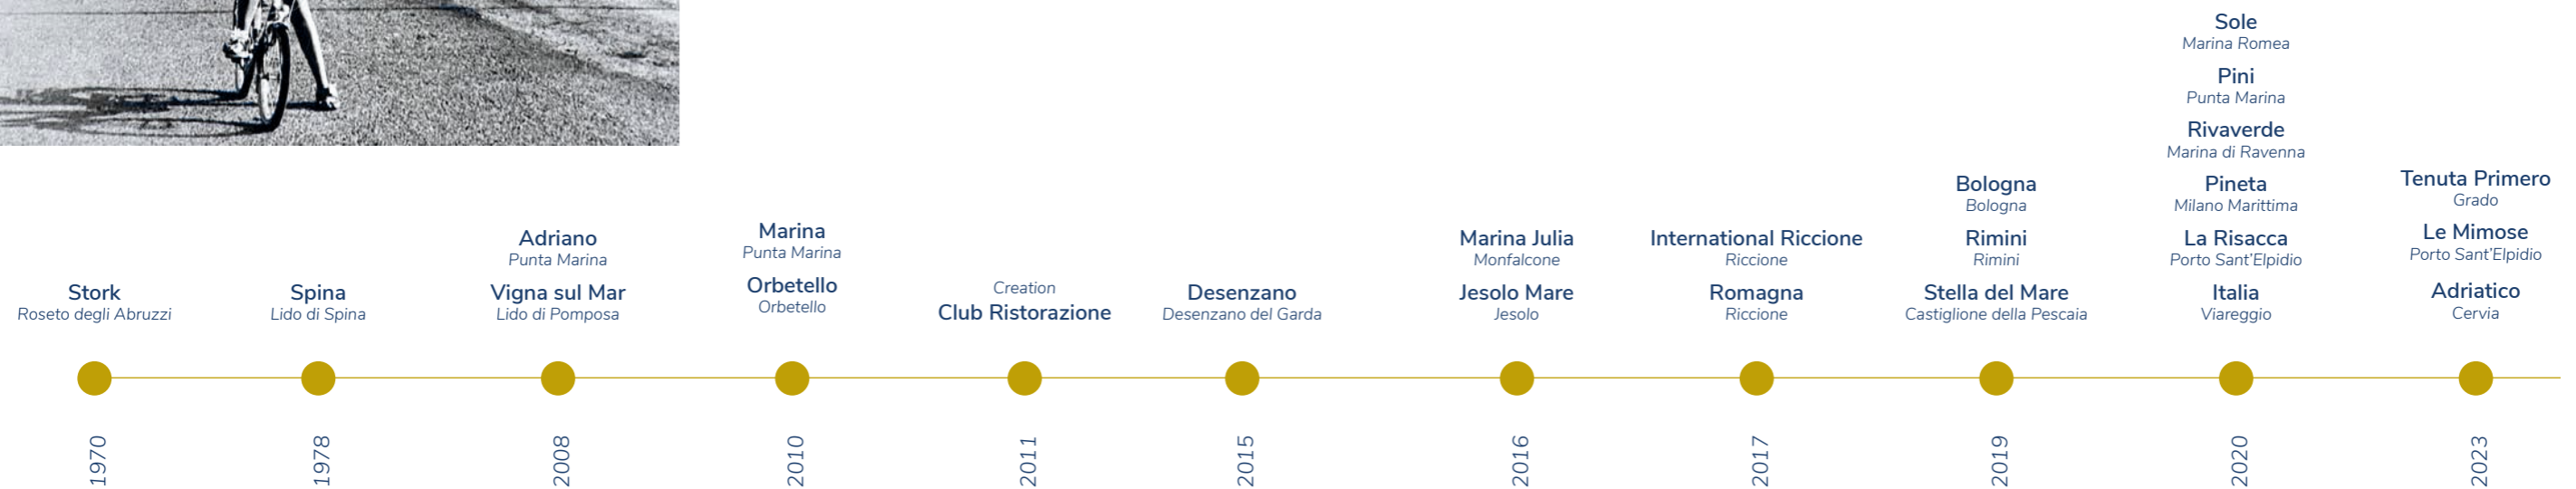 Stork
Roseto degli Abruzzi
1970
Spina
Lido di Spina
1978
Adriano
Punta Marina
Vigna sul Mar
Lido di Pomposa
2008
Marina
Punta Marina
Orbetello
Orbetello
2010
Creation
Club Ristorazione
2011
Desenzano
Desenzano del Garda
2015
Marina Julia
Monfalcone
Jesolo Mare
Jesolo
2016
International Riccione
Riccione
Romagna
Riccione
2017
Bologna
Bologna
Rimini
Rimini
Stella del Mare
Castiglione della Pescaia
2019
Sole
Marina Romea
Pini
Punta Marina
Rivaverde
Marina di Ravenna
Pineta
Milano Marittima
La Risacca
Porto Sant'Elpidio
Italia
Viareggio
2020
Tenuta Primero
Grado
Le Mimose
Porto Sant'Elpidio
Adriatico
Cervia
2023